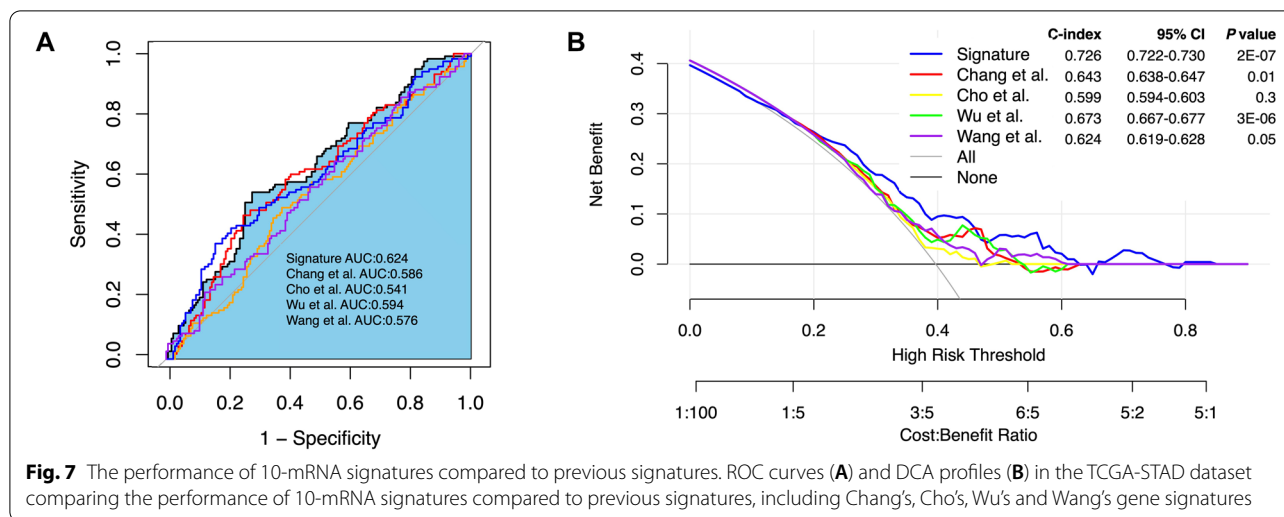 A
Sensitivity
1.0
0.8
0.6
0.4
0.2
0.0
Signature AUC:0.624
Chang et al. AUC:0.586
Cho et al. AUC:0.541
Wu et al. AUC:0.594
Wang et al. AUC:0.576
0.0 0.2 0.4 0.6 0.8 1.0
1 − Specificity
B
C-index 95% CI P value
Signature 0.726 0.722-0.730 2E-07
Chang et al. 0.643 0.638-0.647 0.01
Cho et al. 0.599 0.594-0.603 0.3
Wu et al. 0.673 0.667-0.677 3E-06
Wang et al. 0.624 0.619-0.628 0.05
All
None
Net Benefit
0.4
0.3
0.2
0.1
0.0
0.0 0.2 0.4 0.6 0.8
High Risk Threshold
1:100 1:5 3:5 6:5 5:2 5:1
Cost:Benefit Ratio
Fig. 7 The performance of 10-mRNA signatures compared to previous signatures. ROC curves (A) and DCA profiles (B) in the TCGA-STAD dataset
comparing the performance of 10-mRNA signatures compared to previous signatures, including Chang's, Cho's, Wu's and Wang's gene signatures